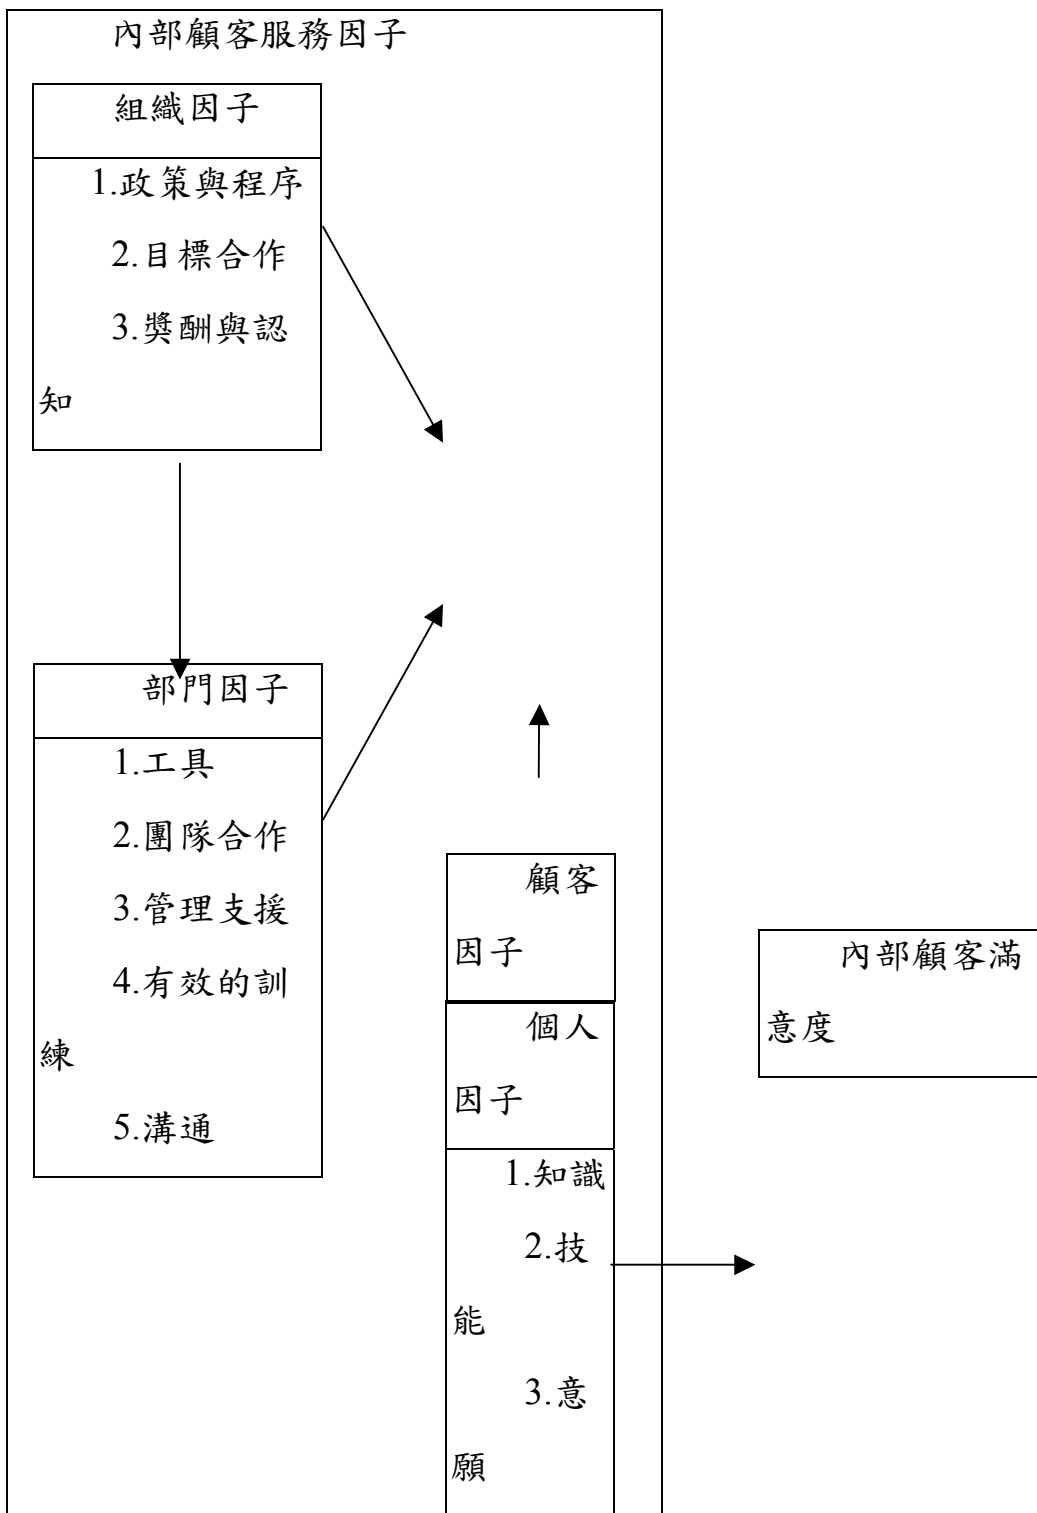 內部顧客服務因子
組織因子
1.政策與程序
2.目標合作
3.獎酬與認
知
部門因子
1.工具
2.團隊合作
3.管理支援
4.有效的訓
練
5.溝通
顧客
因子
個人
因子
1.知識
2.技
能
3.意
願
內部顧客滿
意度